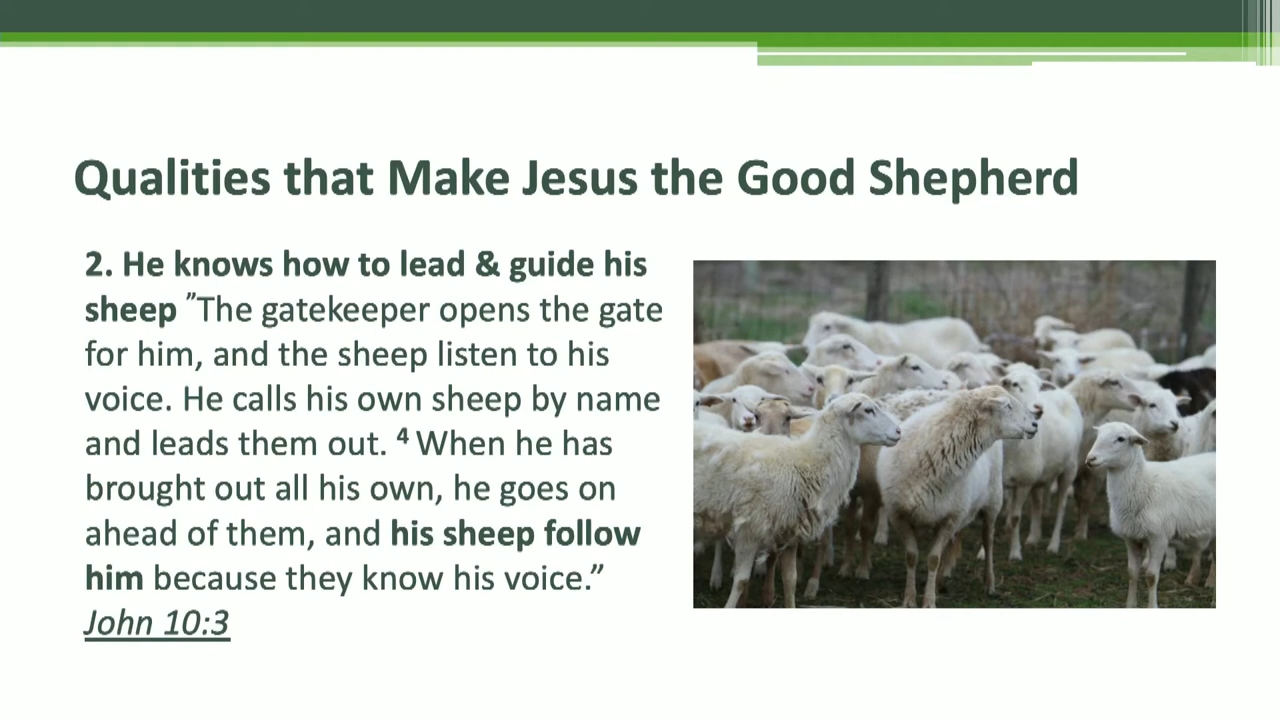 Qualities that Make Jesus the Good Shepherd
2. He knows how to lead & guide his
sheep ”The gatekeeper opens the gate
for him, and the sheep listen to his
voice. He calls his own sheep by name
and leads them out. ⁴ When he has
brought out all his own, he goes on
ahead of them, and his sheep follow
him because they know his voice.”
John 10:3